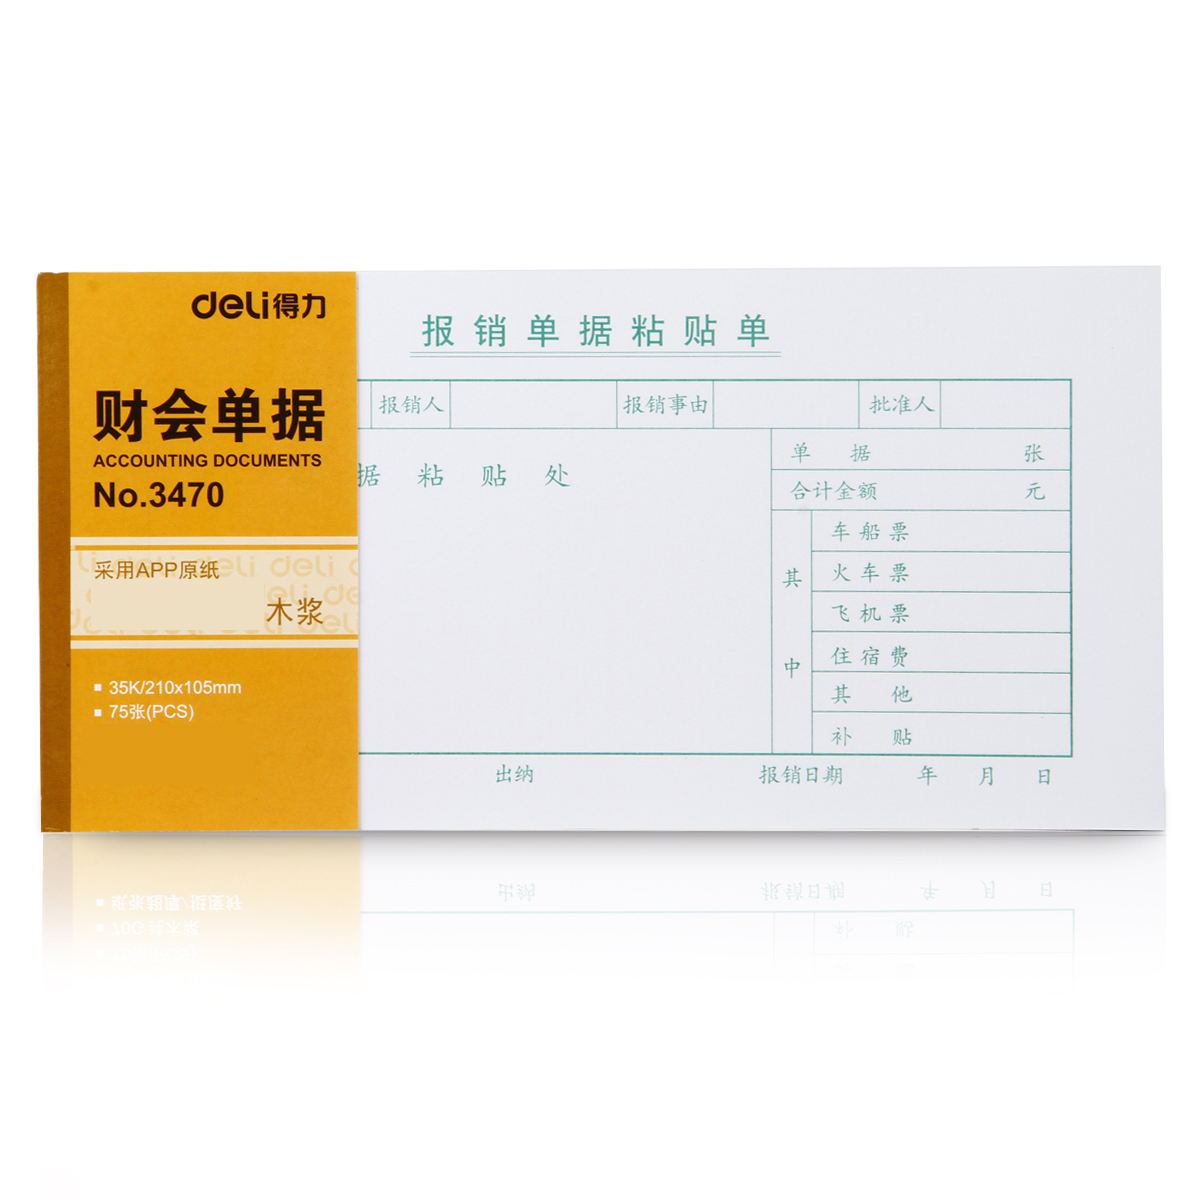 deli得力
财会单据
ACCOUNTING DOCUMENTS
No.3470
采用APP原纸
木浆
35K/210x105mm
75张(PCS)
报销单据粘贴单
报销人 报销事由 批准人
据粘贴处
单据 张
合计金额 元
其中
车船票
火车票
飞机票
住宿费
其他
补贴
出纳 报销日期 年 月 日